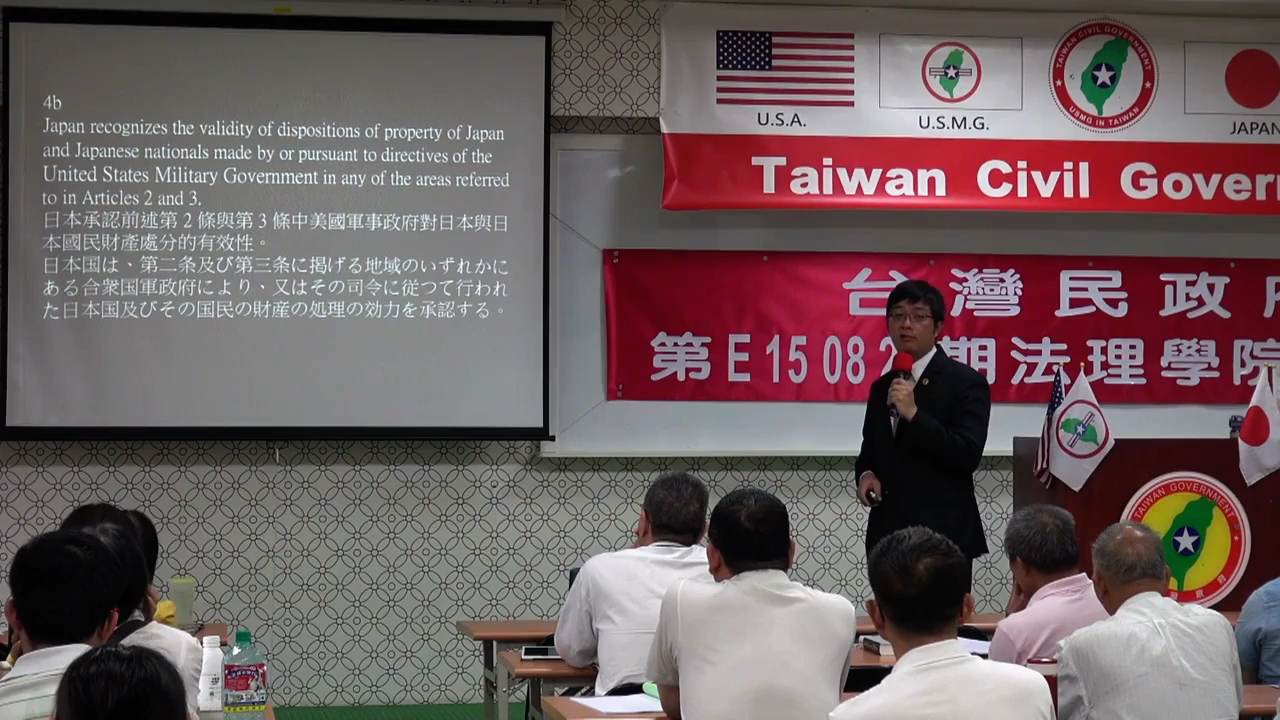 4b
Japan recognizes the validity of dispositions of property of Japan
and Japanese nationals made by or pursuant to directives of the
United States Military Government in any of the areas referred
to in Articles 2 and 3.
日本承認前述第 2 條與第 3 條中美國軍事政府對日本與日
本國民財產處分的有效性。
日本国は、第二条及び第三条に掲げる地域のいずれかに
ある合衆国軍政府により、又はその司令に従つて行われ
た日本国及びその国民の財産の処理の効力を承認する。
TAIWAN CIVIL GOVERNMENT
USMG IN TAIWAN
U.S.A.
U.S.M.G.
JAPAN
Taiwan Civil Govern
台灣民政府
第 E 15 08 2 期法理學院
TAIWAN GOVERNMENT